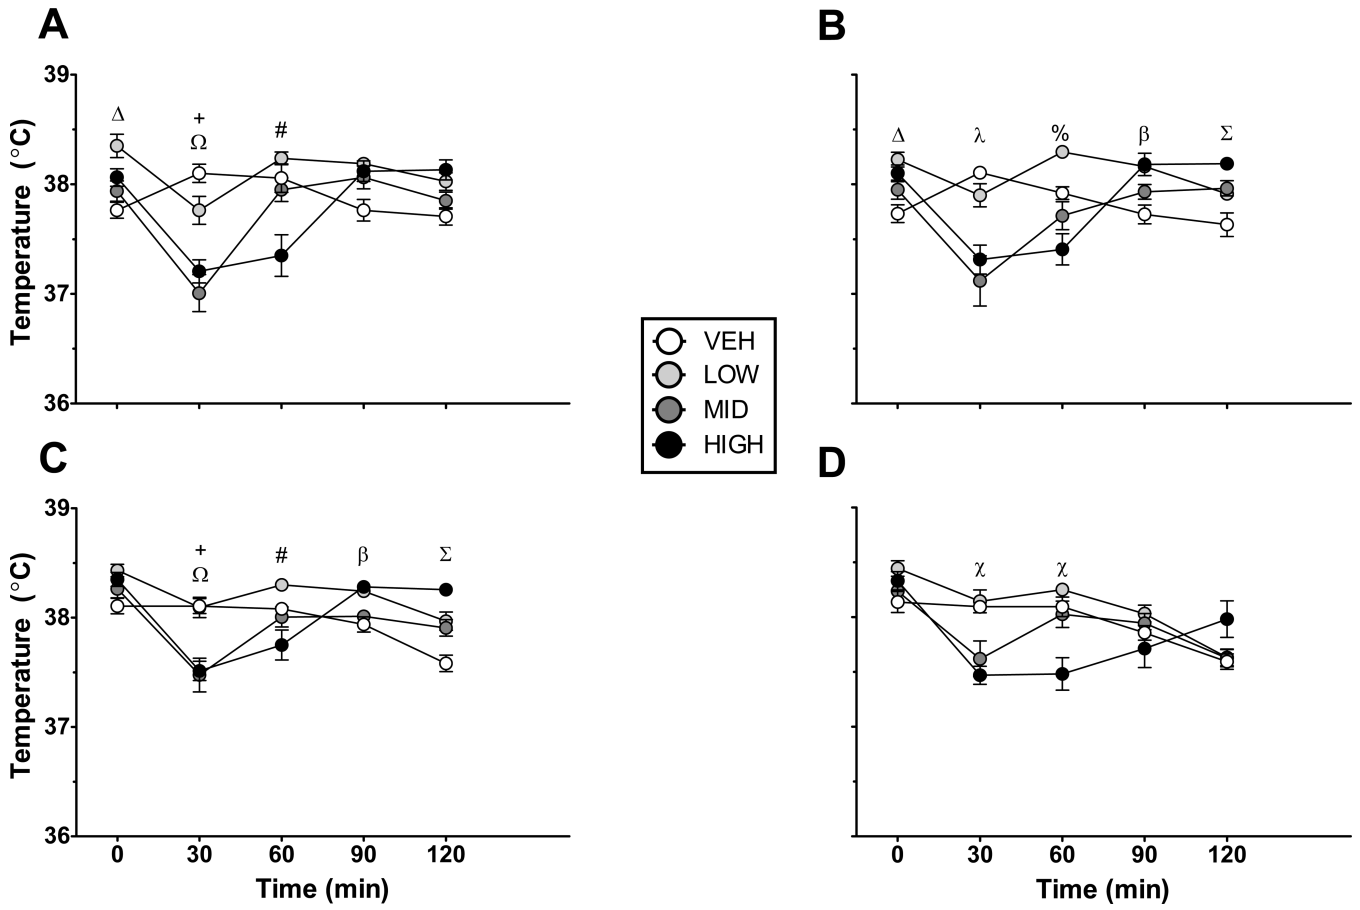 A
B
39
38
37
36
Temperature (°C)
Δ
+
Ω
#
Δ
λ
%
β
Σ
VEH
LOW
MID
HIGH
C
D
39
38
37
36
Temperature (°C)
+
Ω
#
β
Σ
χ
χ
0 30 60 90 120
Time (min)
0 30 60 90 120
Time (min)